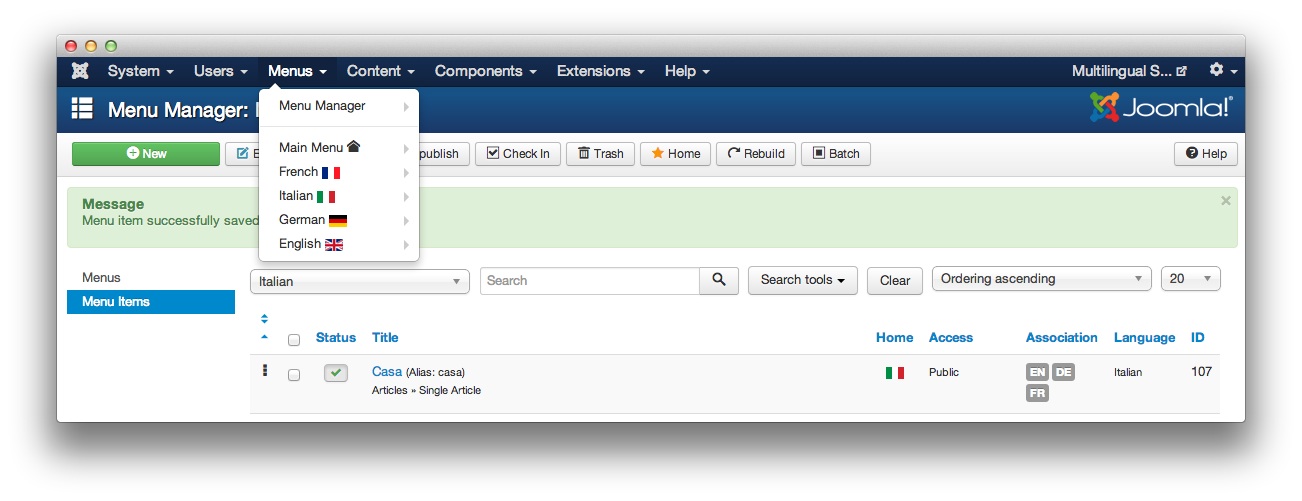 System Users Menus Content Components Extensions Help Multilingual S...
Menu Manager:
Joomla!®
Menu Manager
Main Menu
French
Italian
German
English
New
publish
Check In
Trash
Home
Rebuild
Batch
Help
Message
Menu item successfully saved
×
Menus
Menu Items
Italian
Search
Search tools
Clear
Ordering ascending
20
Status Title Home Access Association Language ID
Casa (Alias: casa) Public EN DE Italian 107
Articles » Single Article FR